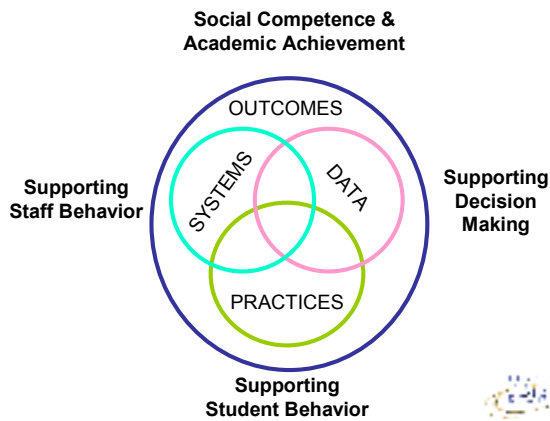 Social Competence &
Academic Achievement
OUTCOMES
SYSTEMS
DATA
Supporting
Staff Behavior
Supporting
Decision
Making
PRACTICES
Supporting
Student Behavior